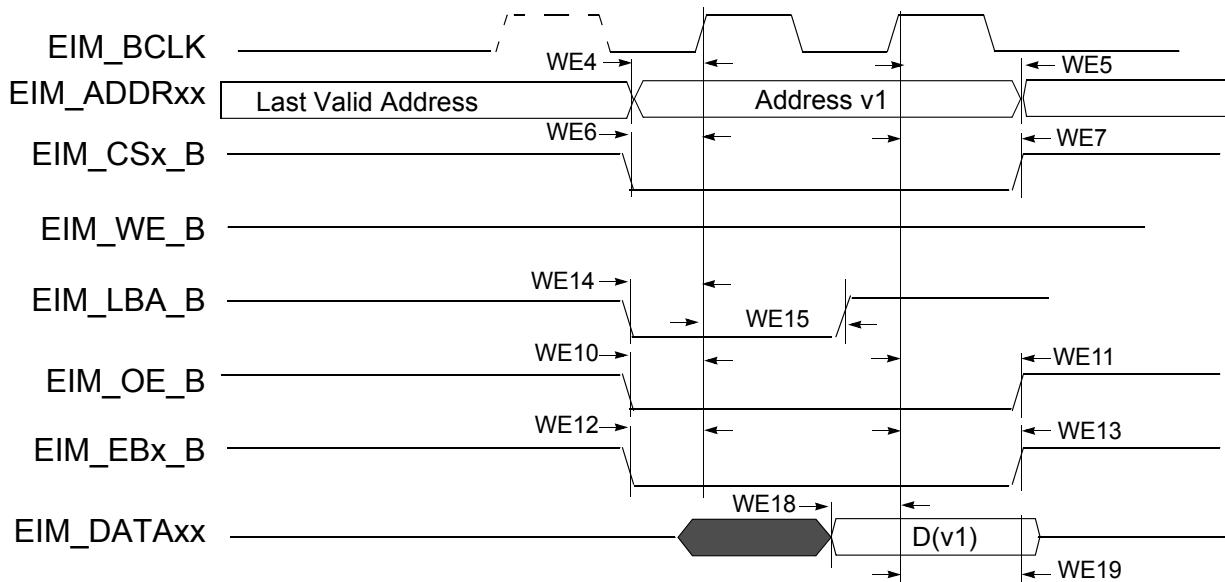 EIM_BCLK
WE4
WE5
EIM_ADDRxx
Last Valid Address
Address v1
WE6
WE7
EIM_CSx_B
EIM_WE_B
WE14
EIM_LBA_B
WE15
WE10
WE11
EIM_OE_B
WE12
WE13
EIM_EBx_B
WE18
EIM_DATAxx
D(v1)
WE19